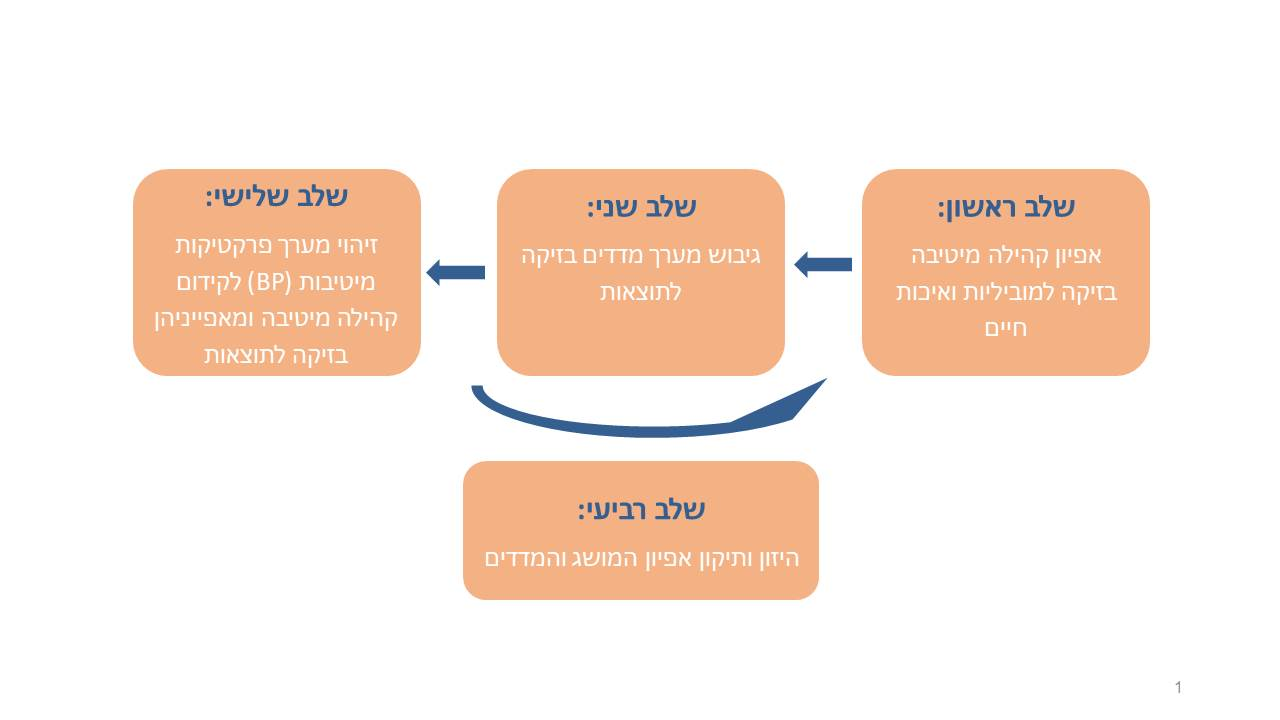 שלב ראשון:
אפיון קהילה מיטיבה
בזיקה למוביליות ואיכות
חיים
שלב שני:
גיבוש מערך מדדים בזיקה
לתוצאות
שלב שלישי:
זיהוי מערך פרקטיקות
מיטיבות (BP) לקידום
קהילה מיטיבה ומאפייניהן
בזיקה לתוצאות
שלב רביעי:
היזון ותיקון אפיון המושג והמדדים
1